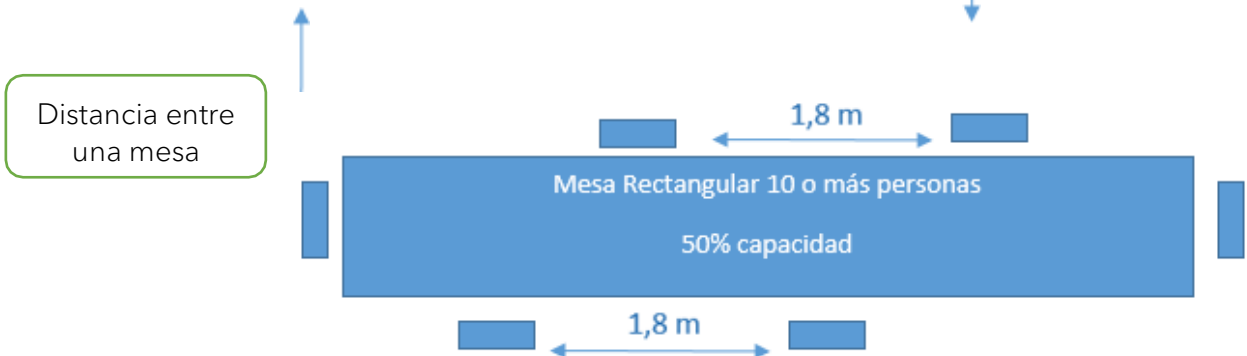 Distancia entre
una mesa
1,8 m
Mesa Rectangular 10 o más personas
50% capacidad
1,8 m